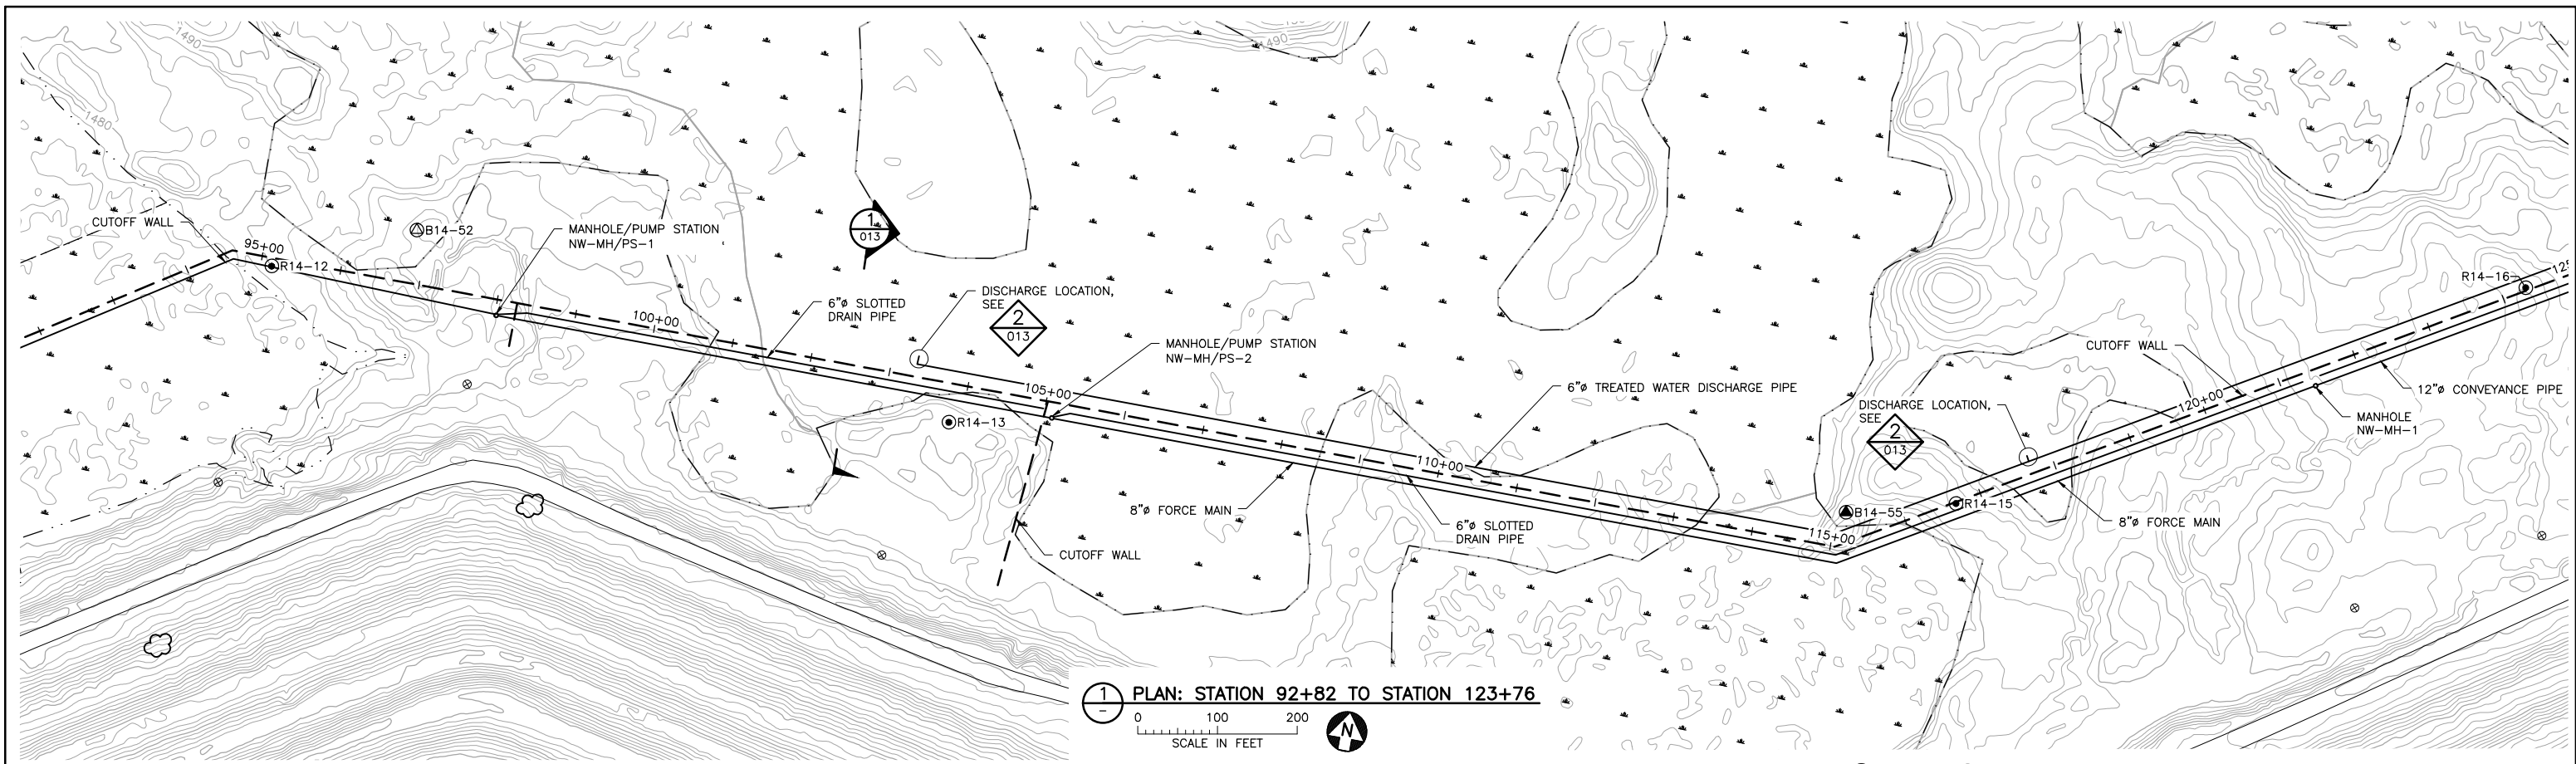 1490
1490
1480
CUTOFF WALL
95+00
R14-12
B14-52
MANHOLE/PUMP STATION
NW-MH/PS-1
1
013
100+00
6"ø SLOTTED
DRAIN PIPE
DISCHARGE LOCATION,
SEE
2
013
MANHOLE/PUMP STATION
NW-MH/PS-2
105+00
R14-13
6"ø TREATED WATER DISCHARGE PIPE
110+00
8"ø FORCE MAIN
6"ø SLOTTED
DRAIN PIPE
CUTOFF WALL
115+00
B14-55
R14-15
DISCHARGE LOCATION,
SEE
2
013
8"ø FORCE MAIN
CUTOFF WALL
120+00
R14-16
12"ø CONVEYANCE PIPE
MANHOLE
NW-MH-1
1
-
PLAN: STATION 92+82 TO STATION 123+76
0 100 200
SCALE IN FEET
N